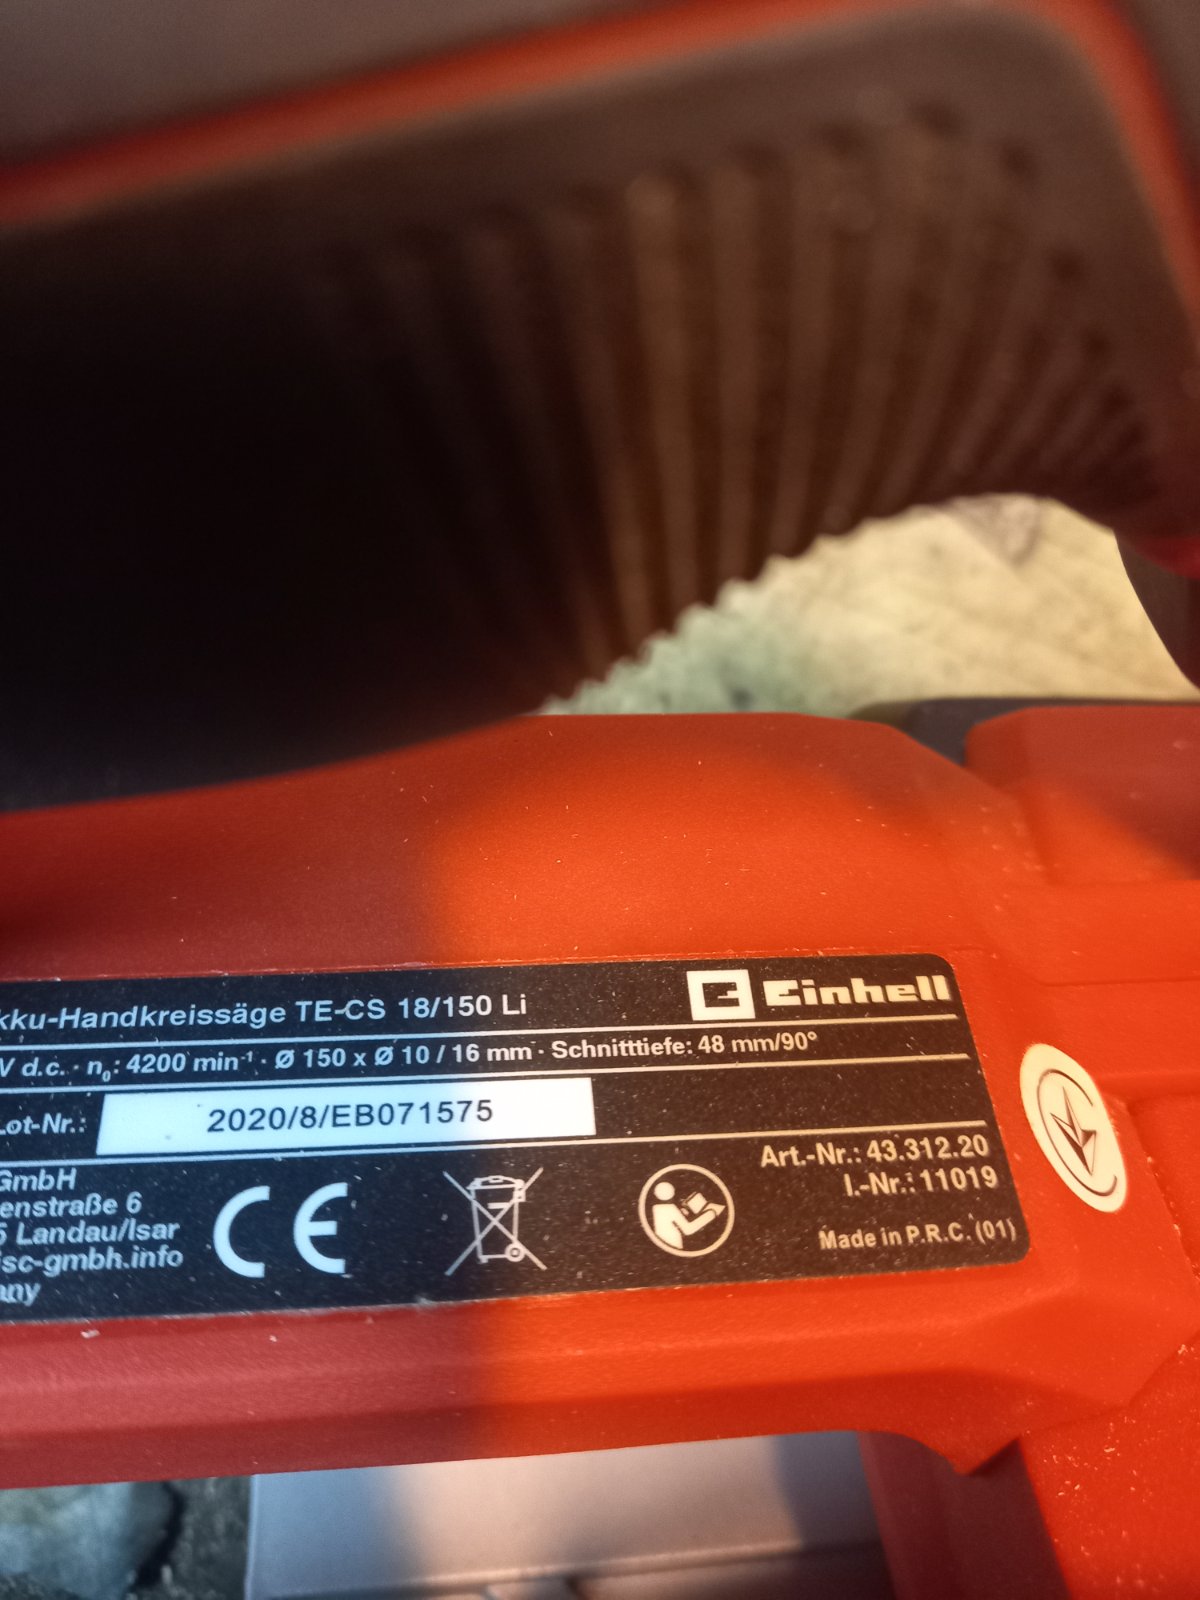 kku-Handkreissäge TE-CS 18/150 Li
Einhell
V d.c. · n₀: 4200 min⁻¹ · Ø 150 x Ø 10 / 16 mm · Schnitttiefe: 48 mm/90°
Lot-Nr.: 2020/8/EB071575
GmbH
enstraße 6
5 Landau/Isar
isc-gmbh.info
any
CE
Art.-Nr.: 43.312.20
I.-Nr.: 11019
Made in P.R.C. (01)